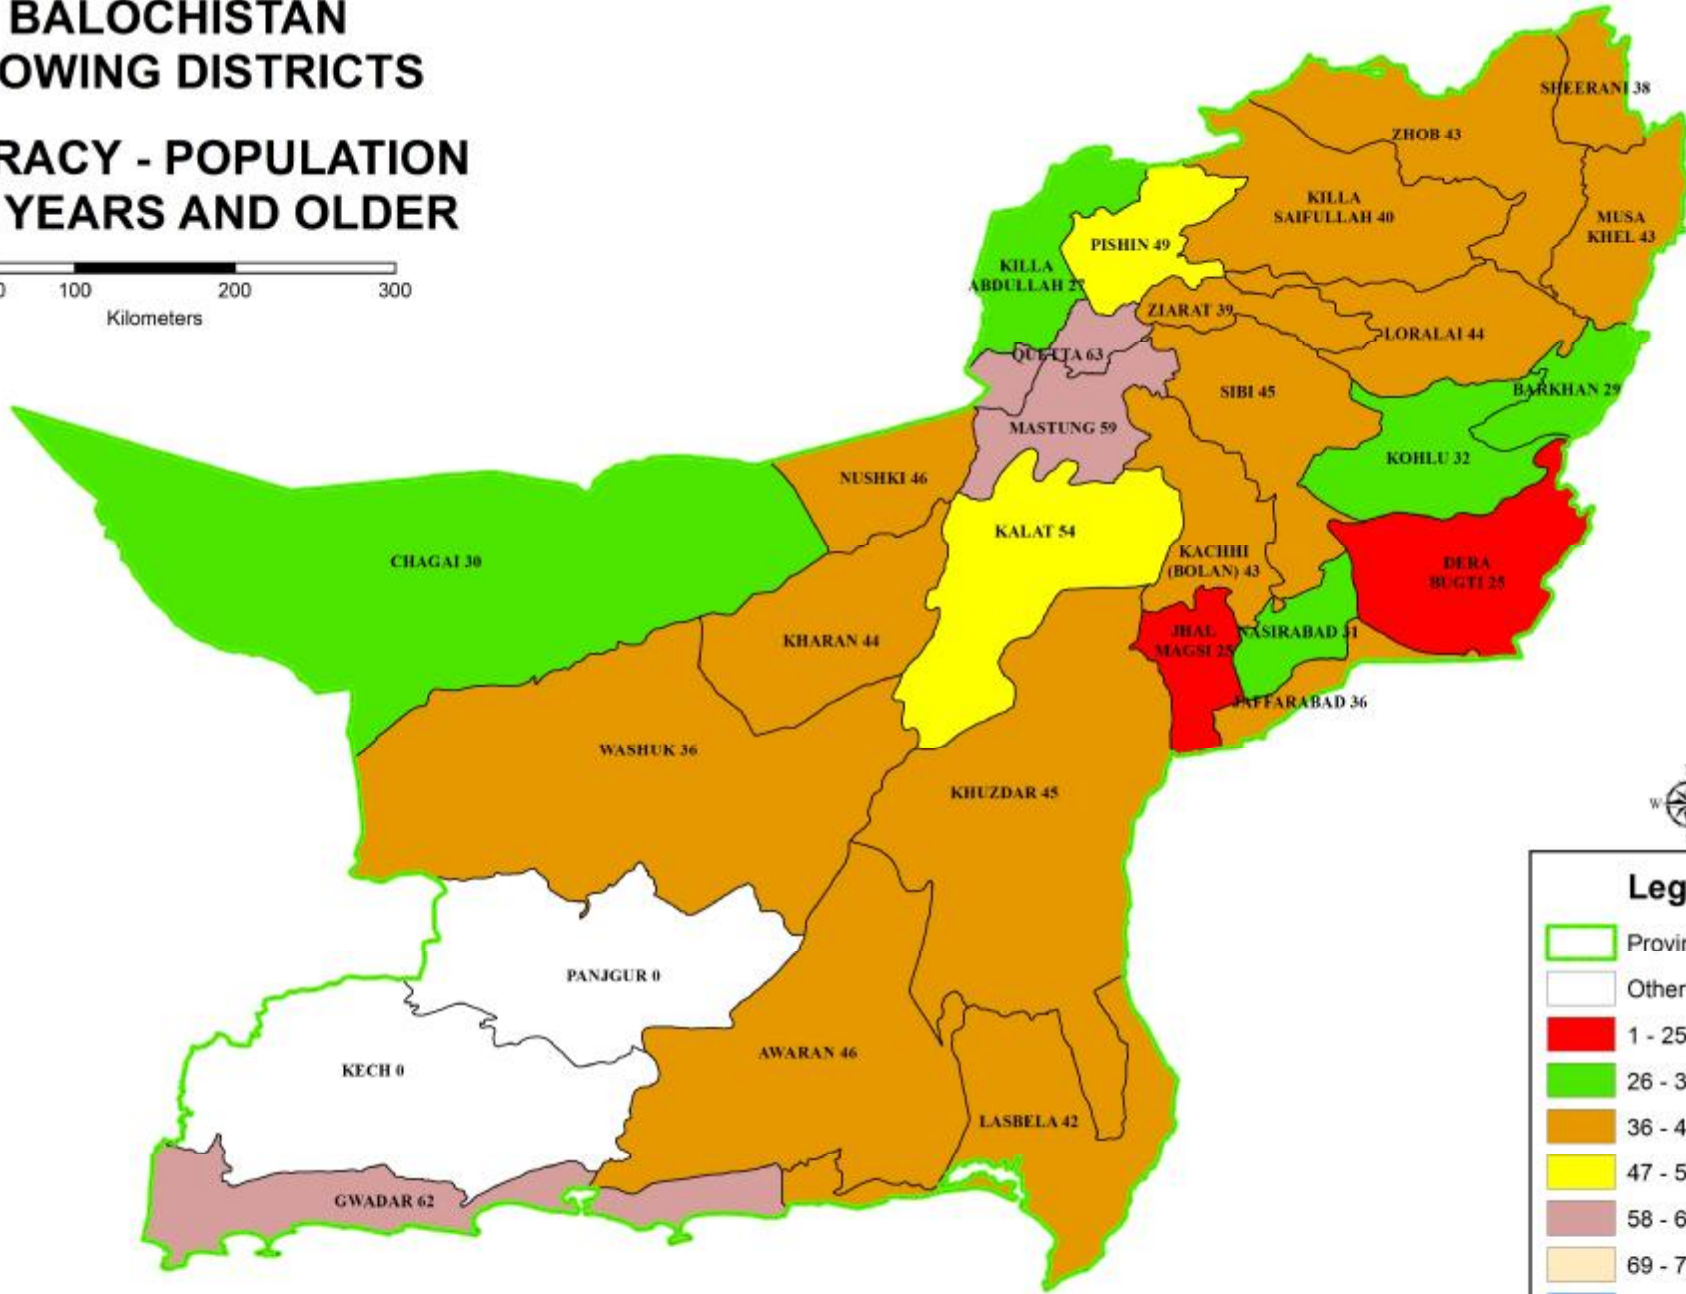 BALOCHISTAN
OWING DISTRICTS
RACY - POPULATION
YEARS AND OLDER
0 100 200 300
Kilometers
SHEERANI 38
ZHOB 43
KILLA
SAIFULLAH 40
MUSA
KHEL 43
PISHIN 49
KILLA
ABDULLAH 27
ZIARAT 39
LORALAI 44
QUETTA 63
SIBI 45
BARKHAN 29
MASTUNG 59
KOHLU 32
NUSHKI 46
KALAT 54
CHAGAI 30
KACHHI
(BOLAN) 43
DERA
BUGTI 25
KHARAN 44
JHAL
MAGSI 25
NASIRABAD 31
JAFFARABAD 36
WASHUK 36
KHUZDAR 45
W
PANJGUR 0
KECH 0
AWARAN 46
LASBELA 42
GWADAR 62
Leg
Provin
Other
1 - 25
26 - 3
36 - 4
47 - 5
58 - 6
69 - 7